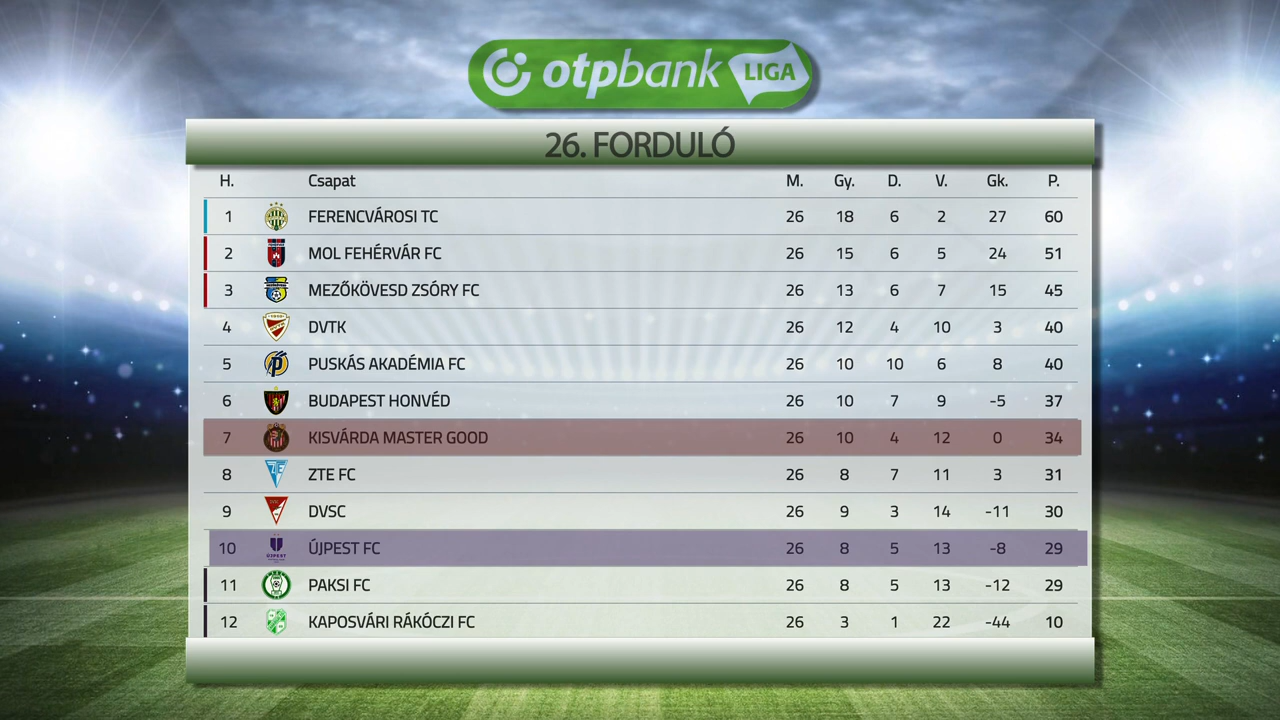 otpbank LIGA
26. FORDULÓ
H. Csapat M. Gy. D. V. Gk. P.
1 FERENCVÁROSI TC 26 18 6 2 27 60
2 MOL FEHÉRVÁR FC 26 15 6 5 24 51
3 MEZŐKÖVESD ZSÓRY FC 26 13 6 7 15 45
4 DVTK 26 12 4 10 3 40
5 PUSKÁS AKADÉMIA FC 26 10 10 6 8 40
6 BUDAPEST HONVÉD 26 10 7 9 -5 37
7 KISVÁRDA MASTER GOOD 26 10 4 12 0 34
8 ZTE FC 26 8 7 11 3 31
9 DVSC 26 9 3 14 -11 30
10 ÚJPEST ÚJPEST FC 26 8 5 13 -8 29
11 PAKSI FC 26 8 5 13 -12 29
12 KAPOSVÁRI RÁKÓCZI FC 26 3 1 22 -44 10